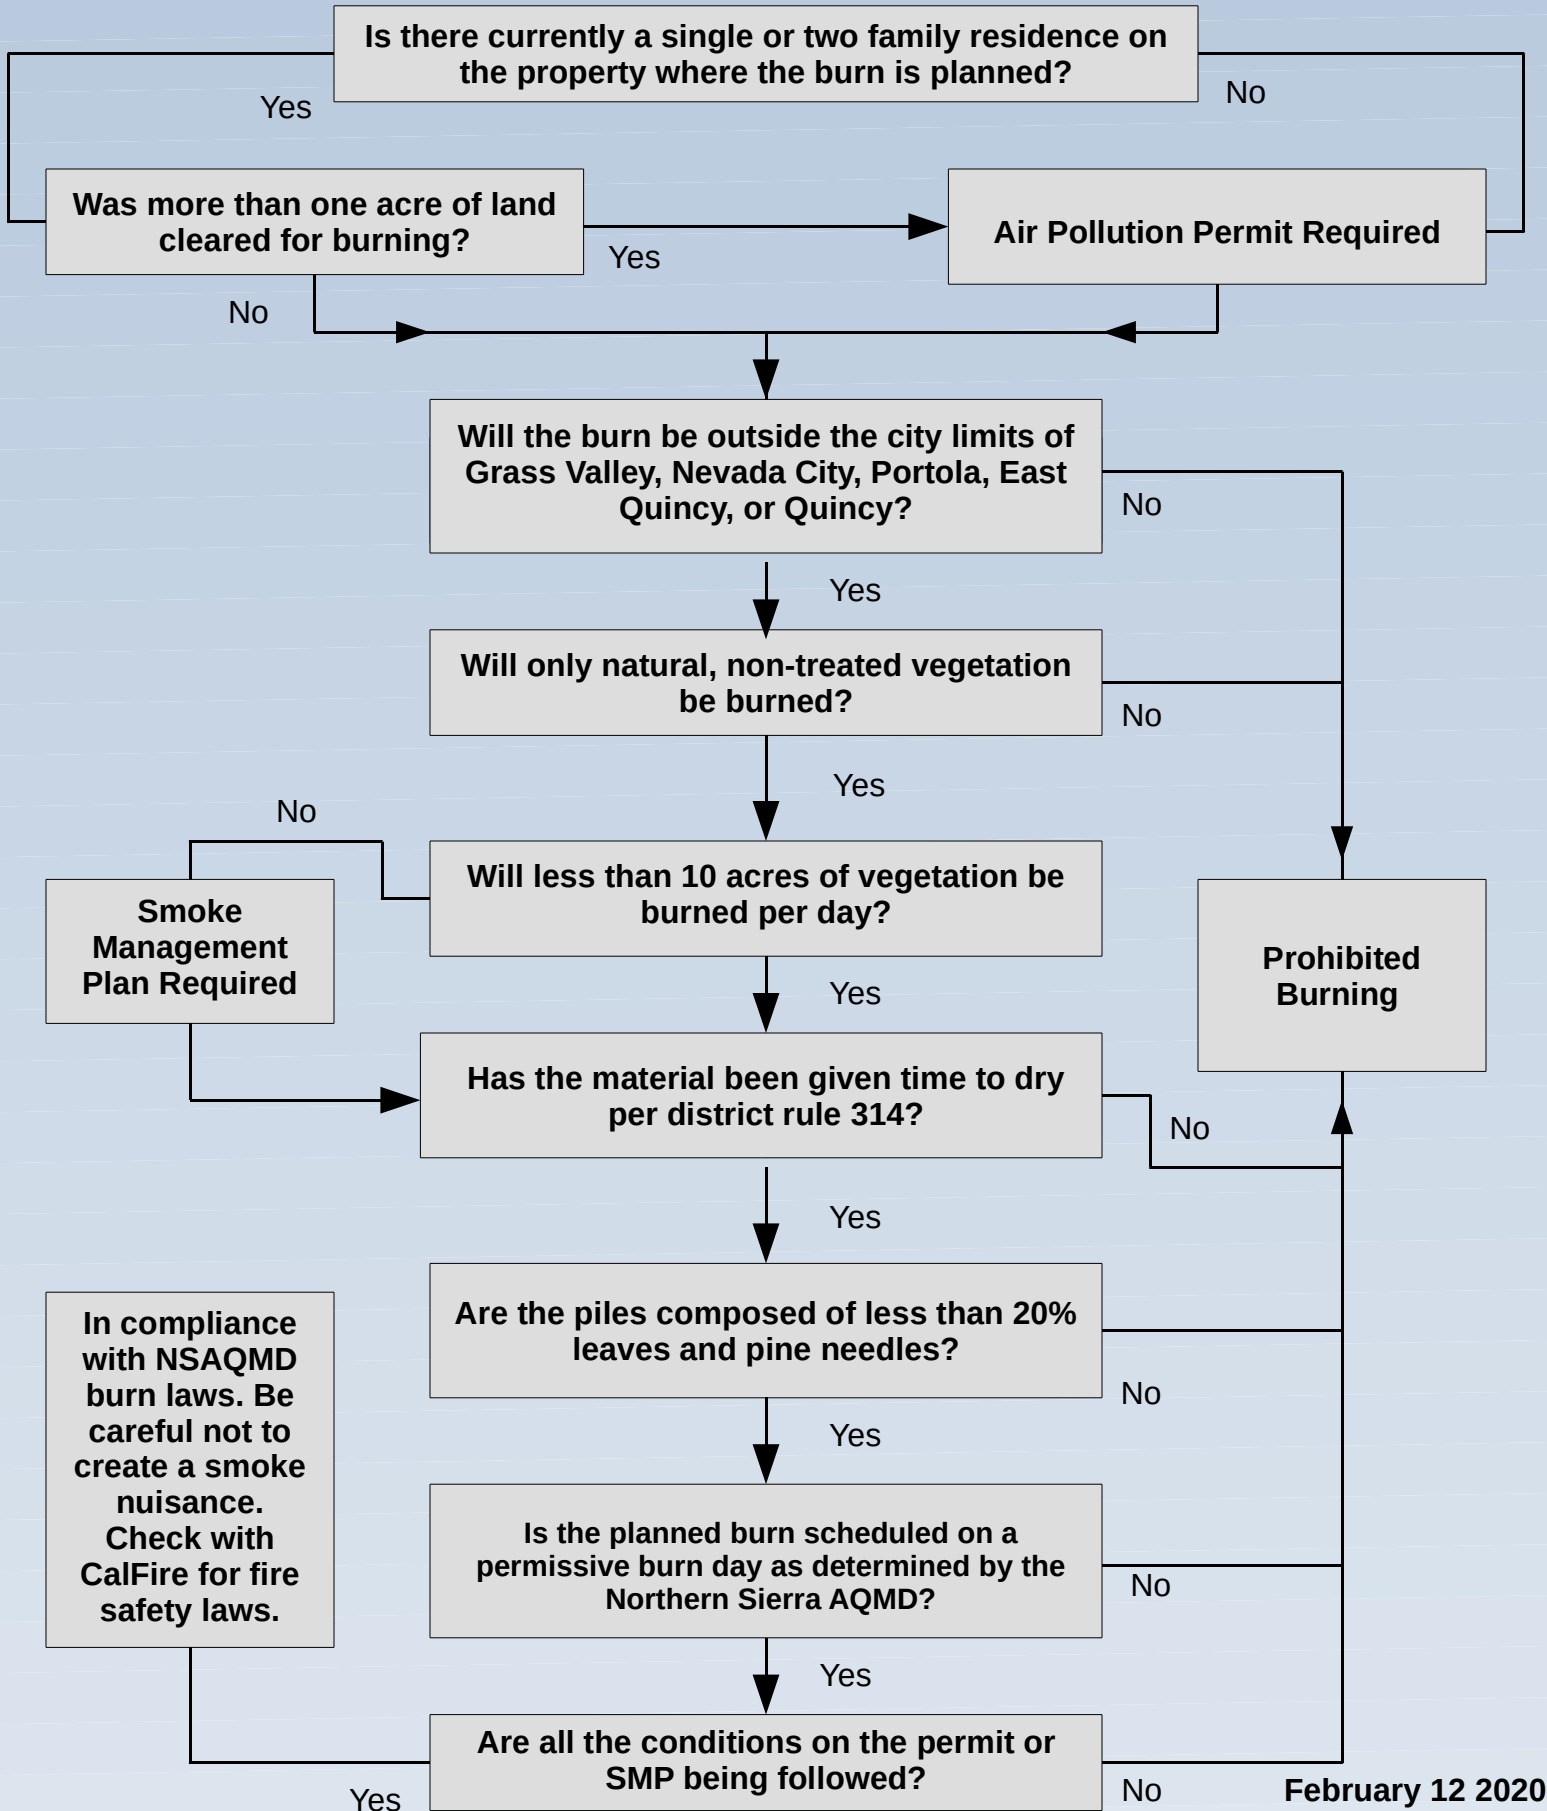 Is there currently a single or two family residence on
the property where the burn is planned?
Yes
No
Was more than one acre of land
cleared for burning?
Yes
Air Pollution Permit Required
No
Will the burn be outside the city limits of
Grass Valley, Nevada City, Portola, East
Quincy, or Quincy?
No
Yes
Will only natural, non-treated vegetation
be burned?
No
Yes
No
Will less than 10 acres of vegetation be
burned per day?
Smoke
Management
Plan Required
Prohibited
Burning
Yes
Has the material been given time to dry
per district rule 314?
No
Yes
Are the piles composed of less than 20%
leaves and pine needles?
No
Yes
In compliance
with NSAQMD
burn laws. Be
careful not to
create a smoke
nuisance.
Check with
CalFire for fire
safety laws.
Is the planned burn scheduled on a
permissive burn day as determined by the
Northern Sierra AQMD?
No
Yes
Are all the conditions on the permit or
SMP being followed?
Yes
No
February 12 2020